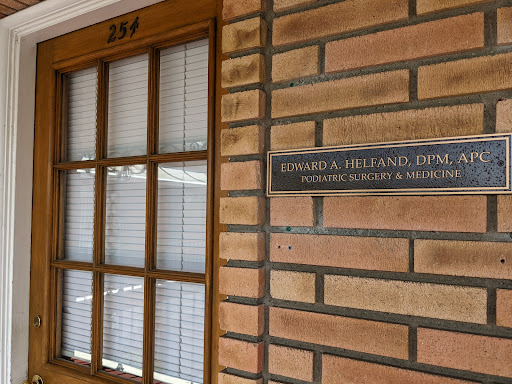 254
EDWARD A. HELFAND, DPM, APC
PODIATRIC SURGERY & MEDICINE